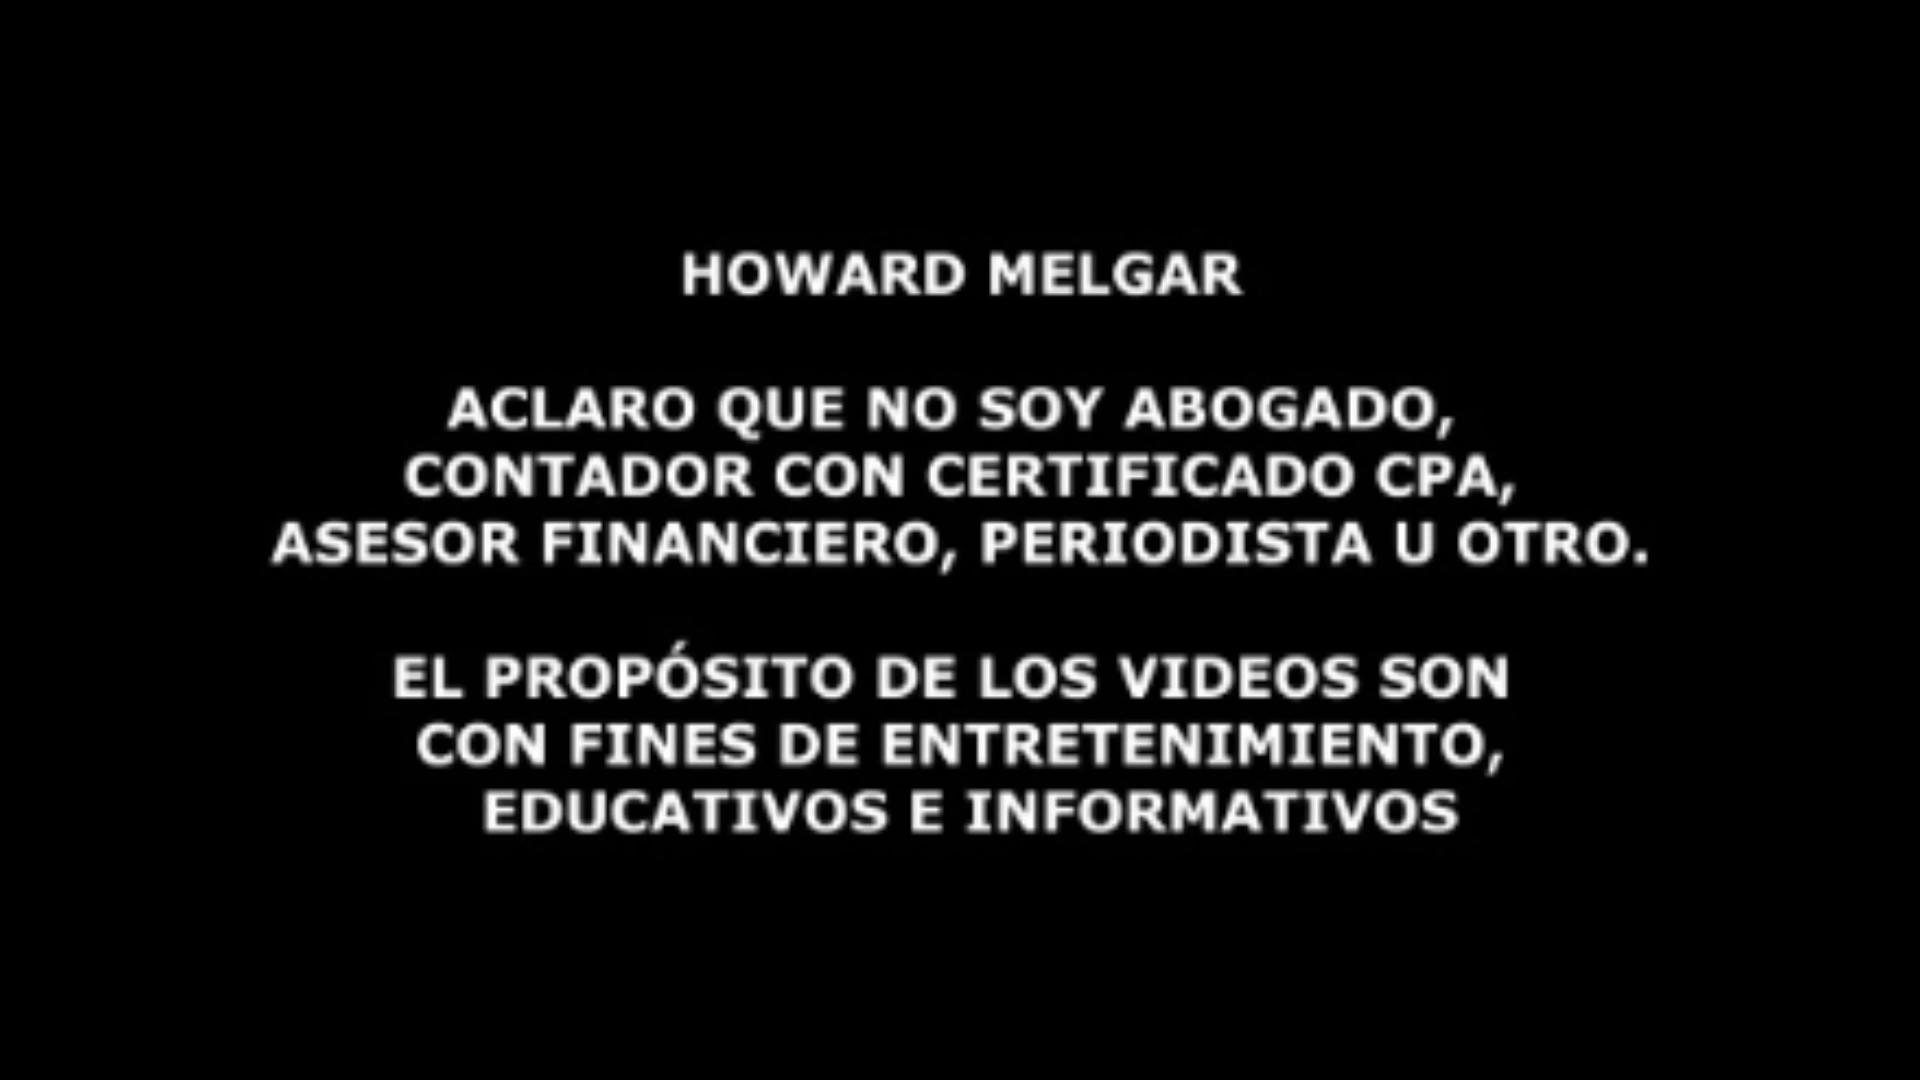 HOWARD MELGAR
ACLARO QUE NO SOY ABOGADO,
CONTADOR CON CERTIFICADO CPA,
ASESOR FINANCIERO, PERIODISTA U OTRO.
EL PROPÓSITO DE LOS VIDEOS SON
CON FINES DE ENTRETENIMIENTO,
EDUCATIVOS E INFORMATIVOS